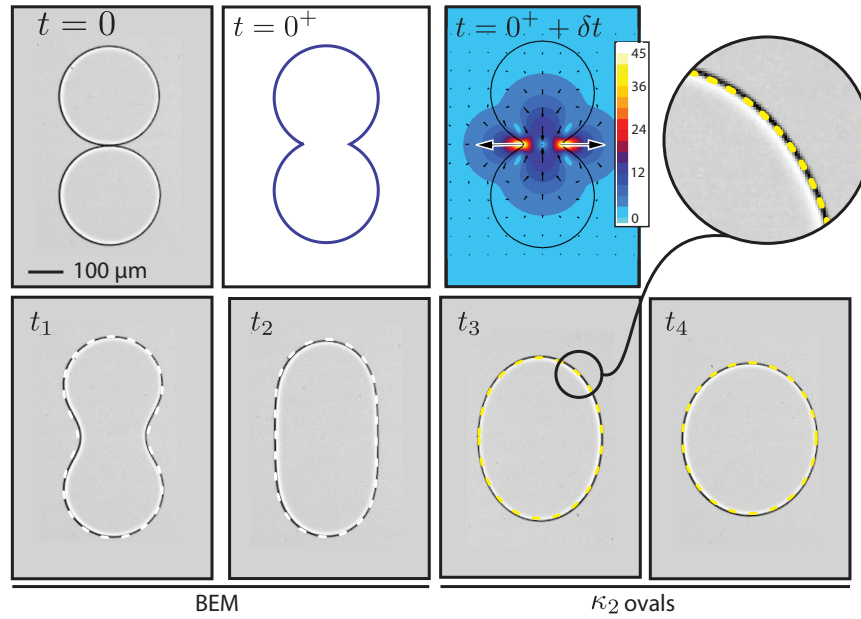 t = 0
t = 0⁺
t = 0⁺ + δt
45
36
24
12
0
100 µm
t₁
t₂
t₃
t₄
BEM
κ₂ ovals